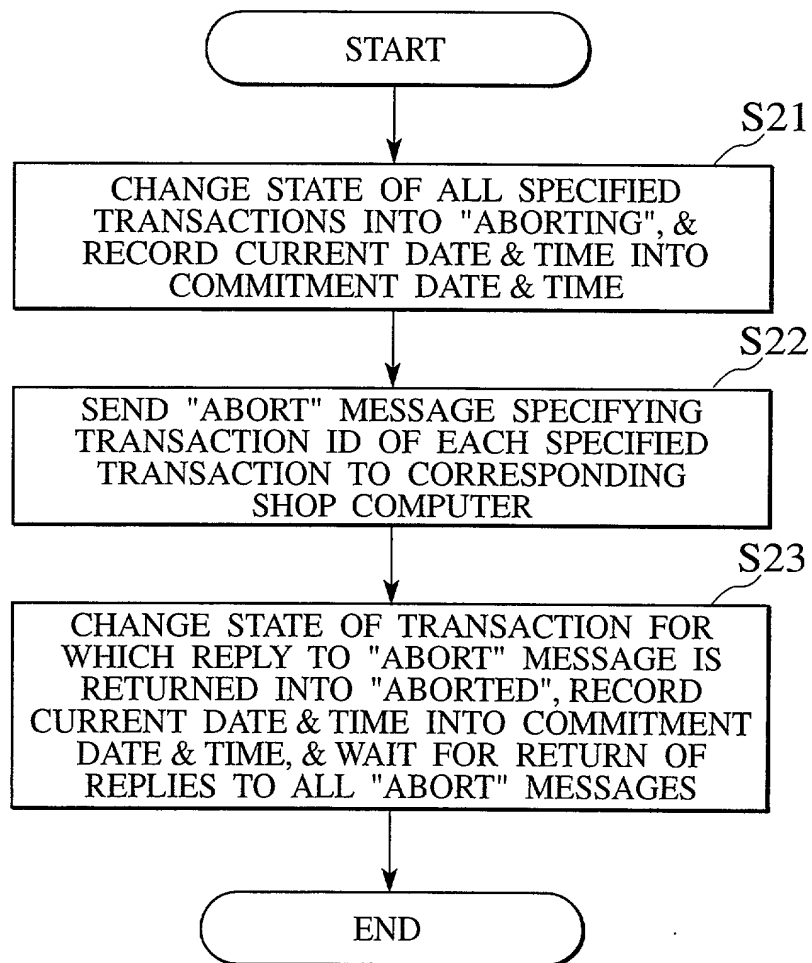 START
S21
CHANGE STATE OF ALL SPECIFIED
TRANSACTIONS INTO "ABORTING", &
RECORD CURRENT DATE & TIME INTO
COMMITMENT DATE & TIME
S22
SEND "ABORT" MESSAGE SPECIFYING
TRANSACTION ID OF EACH SPECIFIED
TRANSACTION TO CORRESPONDING
SHOP COMPUTER
S23
CHANGE STATE OF TRANSACTION FOR
WHICH REPLY TO "ABORT" MESSAGE IS
RETURNED INTO "ABORTED", RECORD
CURRENT DATE & TIME INTO COMMITMENT
DATE & TIME, & WAIT FOR RETURN OF
REPLIES TO ALL "ABORT" MESSAGES
END